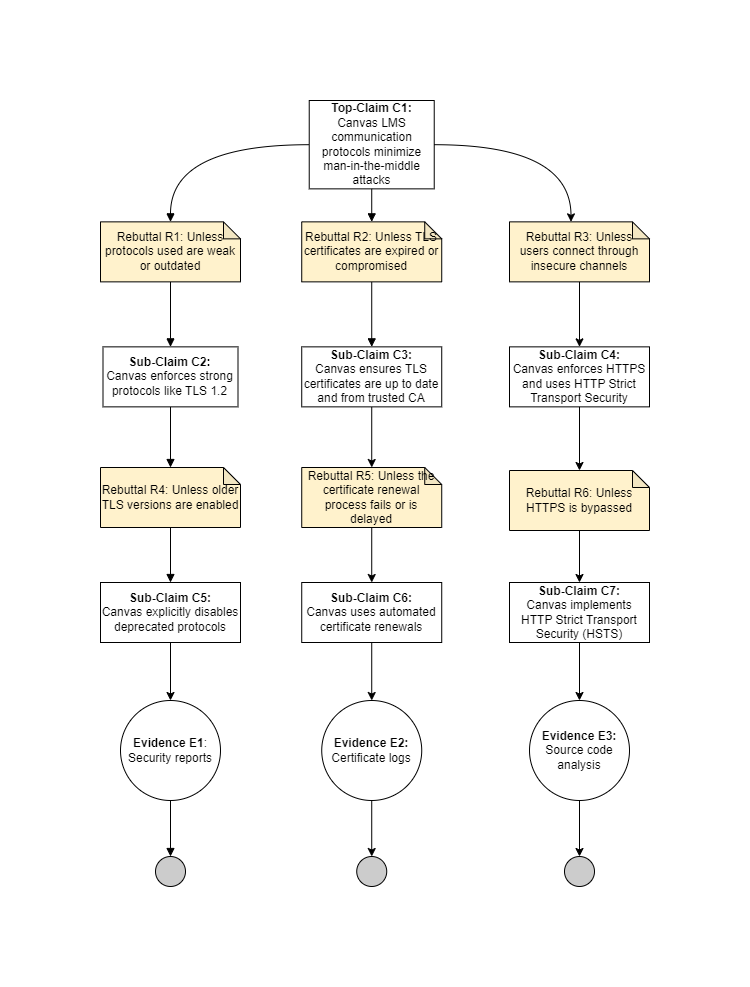 Top-Claim C1:
Canvas LMS
communication
protocols minimize
man-in-the-middle
attacks
Rebuttal R1: Unless
protocols used are weak
or outdated
Rebuttal R2: Unless TLS
certificates are expired or
compromised
Rebuttal R3: Unless
users connect through
insecure channels
Sub-Claim C2:
Canvas enforces strong
protocols like TLS 1.2
Sub-Claim C3:
Canvas ensures TLS
certificates are up to date
and from trusted CA
Sub-Claim C4:
Canvas enforces HTTPS
and uses HTTP Strict
Transport Security
Rebuttal R4: Unless older
TLS versions are enabled
Rebuttal R5: Unless the
certificate renewal
process fails or is
delayed
Rebuttal R6: Unless
HTTPS is bypassed
Sub-Claim C5:
Canvas explicitly disables
deprecated protocols
Sub-Claim C6:
Canvas uses automated
certificate renewals
Sub-Claim C7:
Canvas implements
HTTP Strict Transport
Security (HSTS)
Evidence E1:
Security reports
Evidence E2:
Certificate logs
Evidence E3:
Source code
analysis